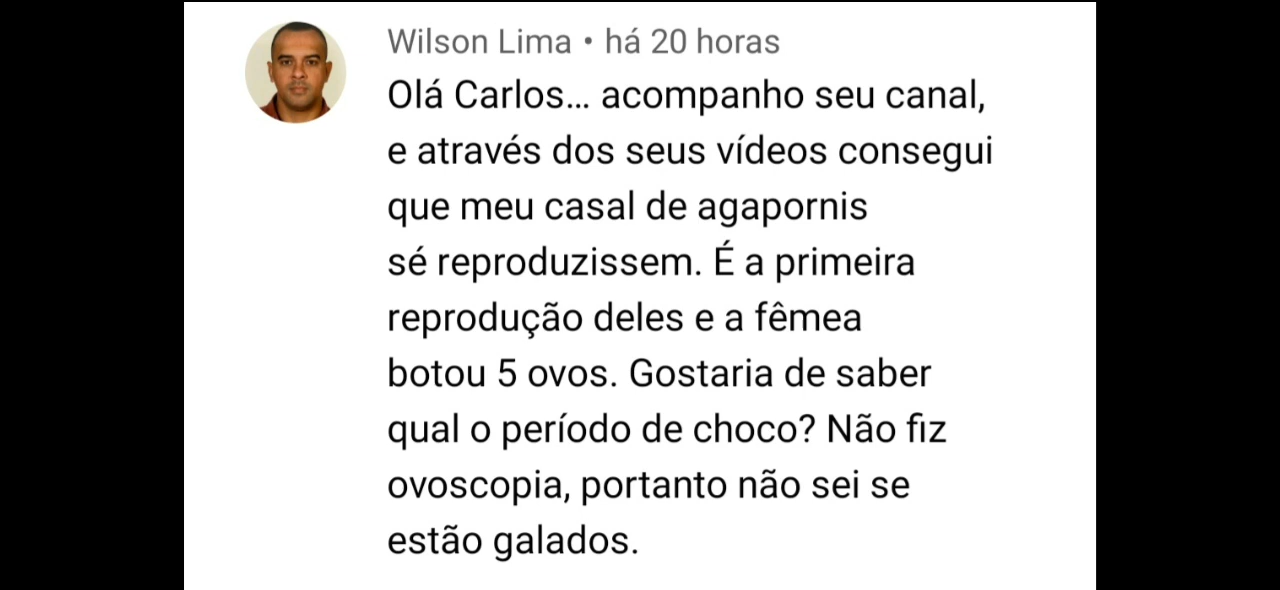 Wilson Lima • há 20 horas
Olá Carlos... acompanho seu canal,
e através dos seus vídeos consegui
que meu casal de agapornis
sé reproduzissem. É a primeira
reprodução deles e a fêmea
botou 5 ovos. Gostaria de saber
qual o período de choco? Não fiz
ovoscopia, portanto não sei se
estão galados.